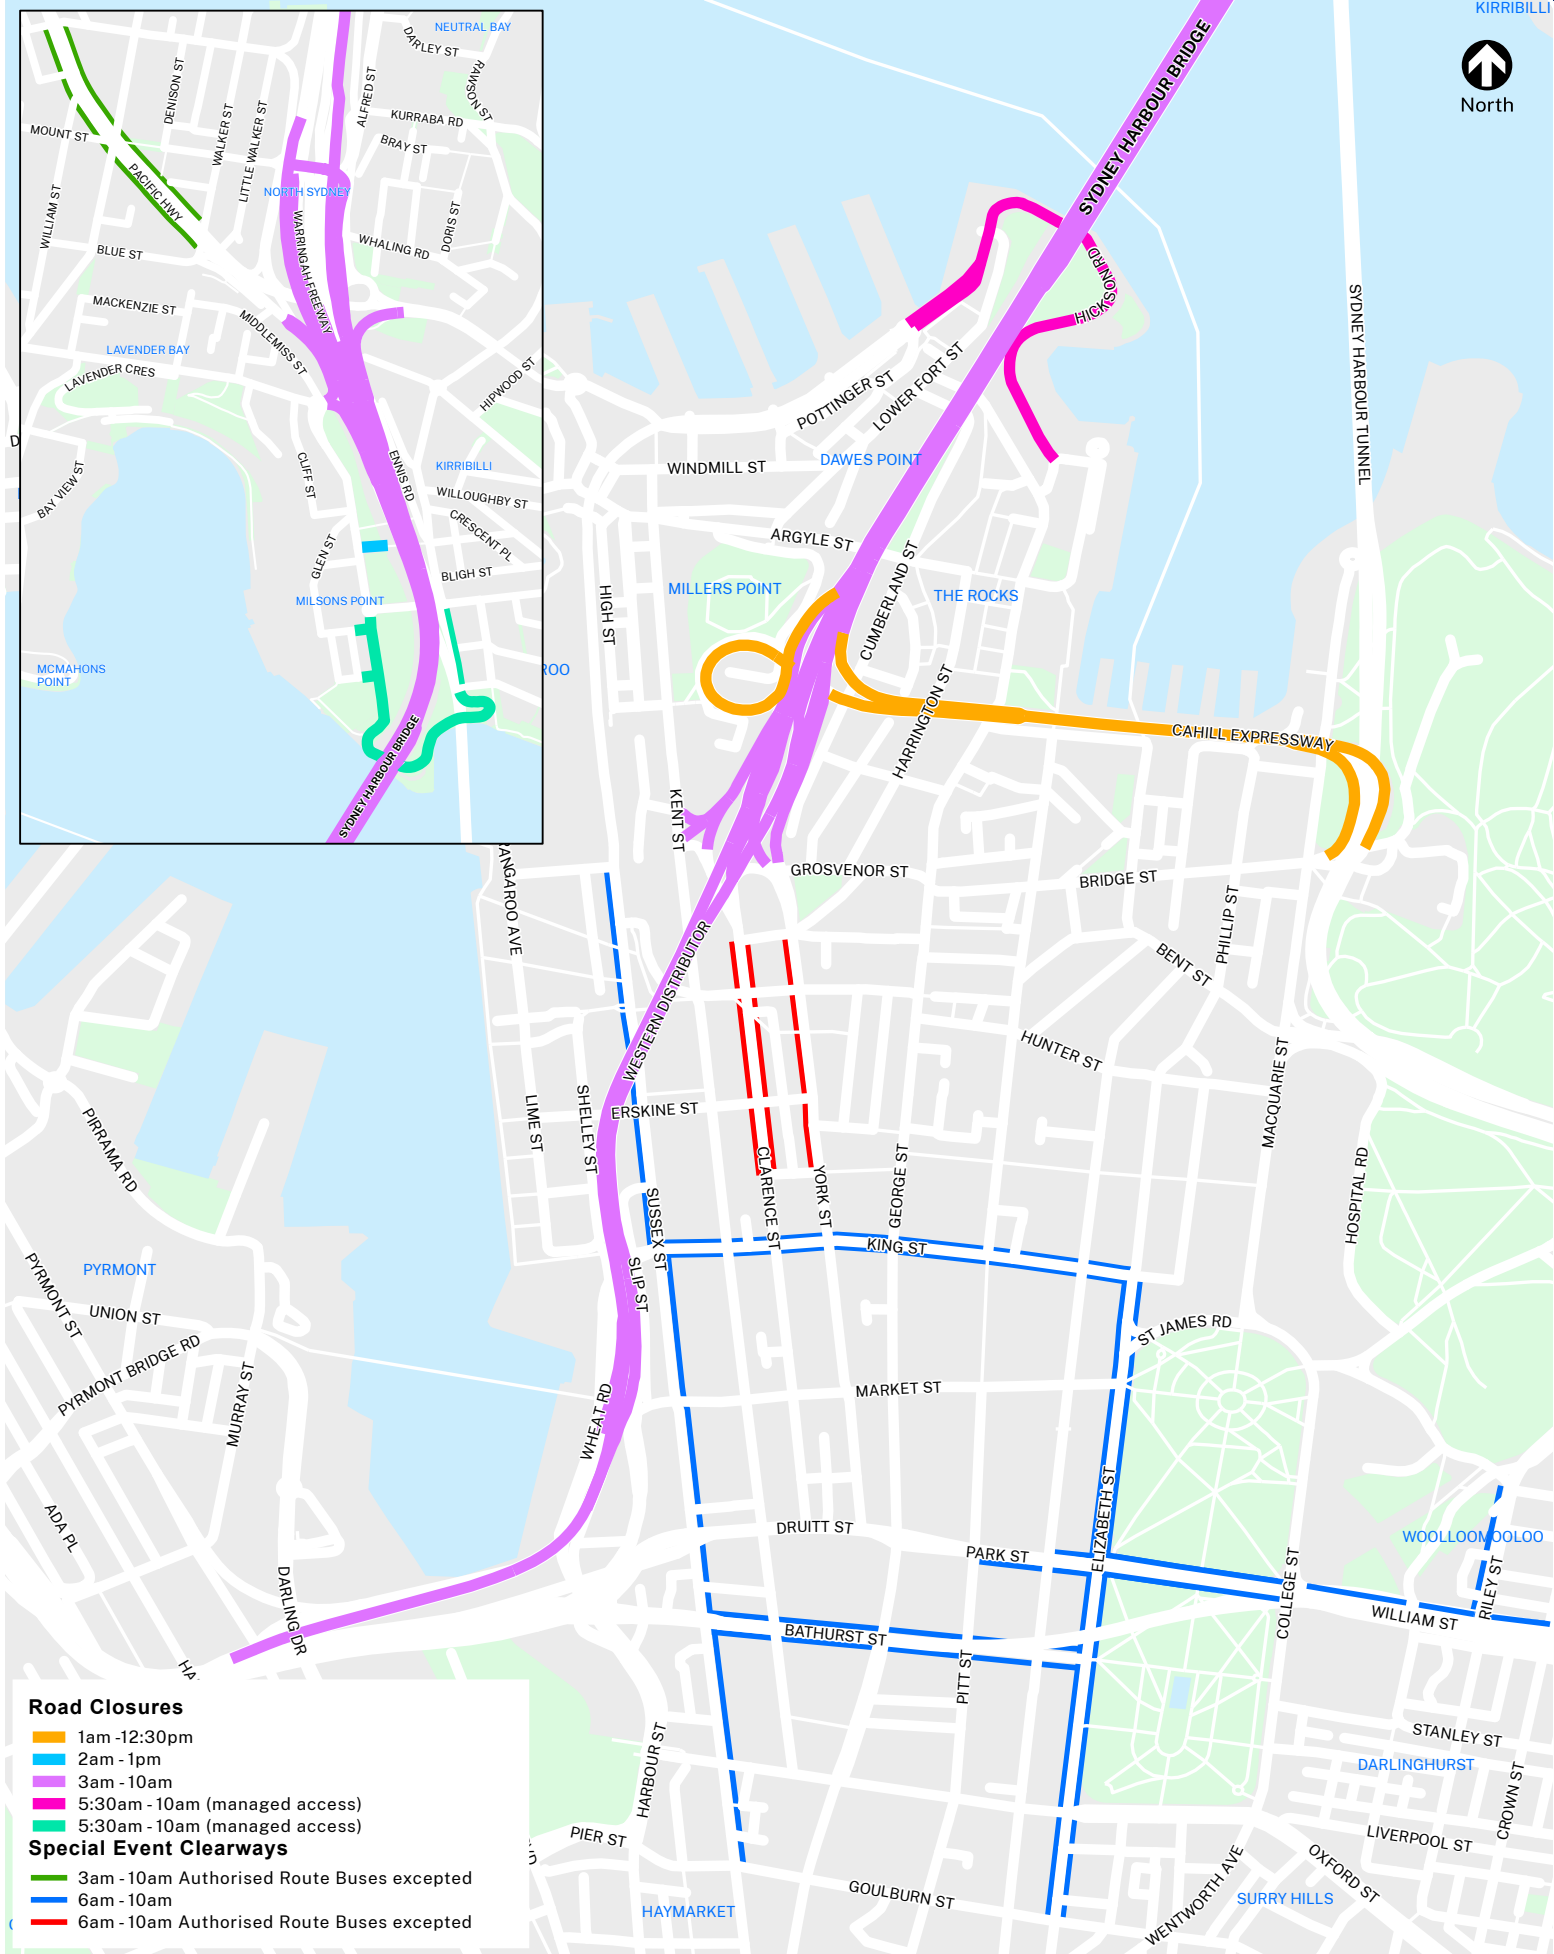 NEUTRAL BAY
DARLEY ST
RAWSON ST
DENISON ST
ALFRED ST
WALKER ST
LITTLE WALKER ST
KURRABA RD
BRAY ST
MOUNT ST
PACIFIC HWY
NORTH SYDNEY
WILLIAM ST
WARRINGAH FREEWAY
DORIS ST
WHALING RD
BLUE ST
MACKENZIE ST
MIDDLEMISS ST
LAVENDER BAY
LAVENDER CRES
HIPWOOD ST
CLIFF ST
ENNIS RD
KIRRIBILLI
BAY VIEW ST
WILLOUGHBY ST
CRESCENT PL
GLEN ST
BLIGH ST
MILSONS POINT
MCMAHONS
POINT
SYDNEY HARBOUR BRIDGE
KIRRIBILLI
North
SYDNEY HARBOUR BRIDGE
HICKSON RD
SYDNEY HARBOUR TUNNEL
POTTINGER ST
LOWER FORT ST
DAWES POINT
WINDMILL ST
ARGYLE ST
MILLERS POINT
CUMBERLAND ST
THE ROCKS
HIGH ST
ROO
HARRINGTON ST
CAHILL EXPRESSWAY
KENT ST
GROSVENOR ST
BRIDGE ST
RANGAROO AVE
PHILLIP ST
BENT ST
WESTERN DISTRIBUTOR
HUNTER ST
MACQUARIE ST
LIME ST
SHELLEY ST
ERSKINE ST
PIRRAMA RD
CLARENCE ST
YORK ST
GEORGE ST
HOSPITAL RD
SUSSEX ST
KING ST
PYRMONT
PYRMONT ST
SLIP ST
UNION ST
ST JAMES RD
PYRMONT BRIDGE RD
MURRAY ST
WHEAT RD
MARKET ST
ADA PL
ELIZABETH ST
DRUITT ST
PARK ST
WOOLLOOMOOLOO
COLLEGE ST
RILEY ST
DARLING DR
WILLIAM ST
BATHURST ST
PITT ST
HA
HARBOUR ST
STANLEY ST
DARLINGHURST
CROWN ST
PIER ST
LIVERPOOL ST
OXFORD ST
WENTWORTH AVE
GOULBURN ST
SURRY HILLS
HAYMARKET
Road Closures
1am -12:30pm
2am - 1pm
3am - 10am
5:30am - 10am (managed access)
5:30am - 10am (managed access)
Special Event Clearways
3am - 10am Authorised Route Buses excepted
6am - 10am
6am - 10am Authorised Route Buses excepted